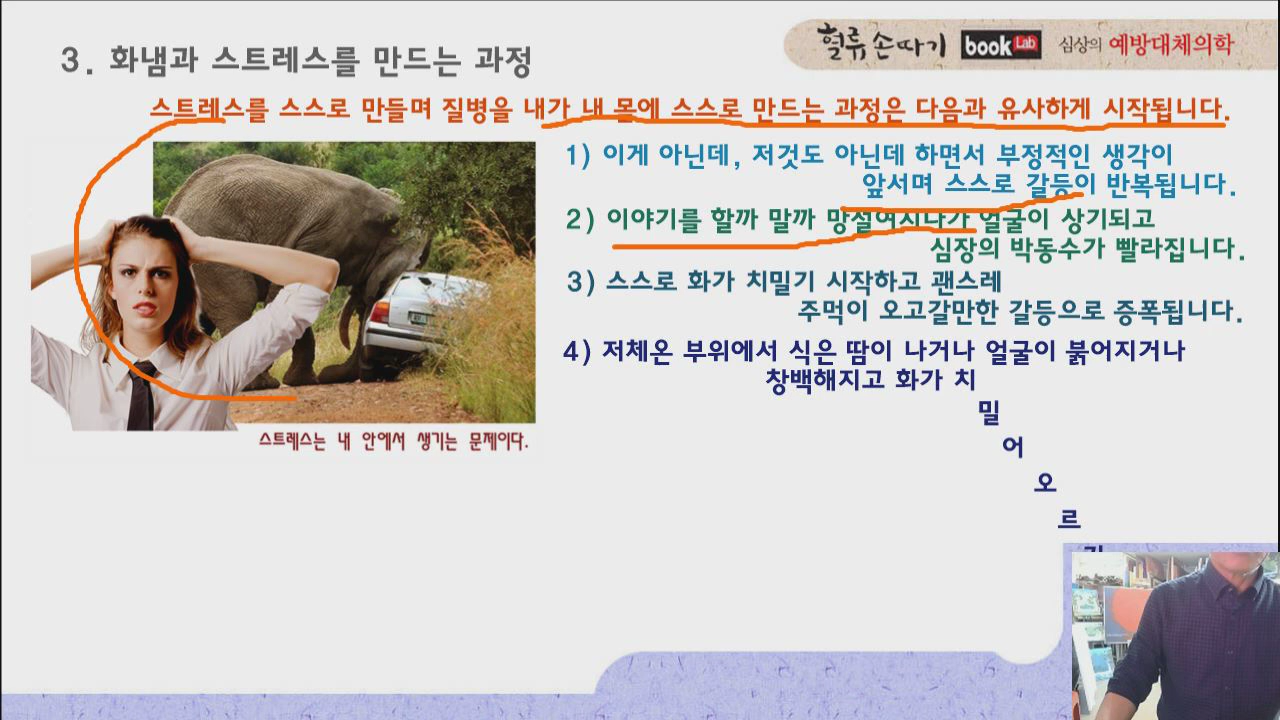 3. 화냄과 스트레스를 만드는 과정
혈류 손따기 book Lab 심상의 예방대체의학
스트레스를 스스로 만들며 질병을 내가 내 몸에 스스로 만드는 과정은 다음과 유사하게 시작됩니다.
1) 이게 아닌데, 저것도 아닌데 하면서 부정적인 생각이
앞서며 스스로 갈등이 반복됩니다.
2) 이야기를 할까 말까 망설여지다가 얼굴이 상기되고
심장의 박동수가 빨라집니다.
3) 스스로 화가 치밀기 시작하고 괜스레
주먹이 오고갈만한 갈등으로 증폭됩니다.
4) 저체온 부위에서 식은 땀이 나거나 얼굴이 붉어지거나
창백해지고 화가 치
밀
어
오
르
스트레스는 내 안에서 생기는 문제이다.